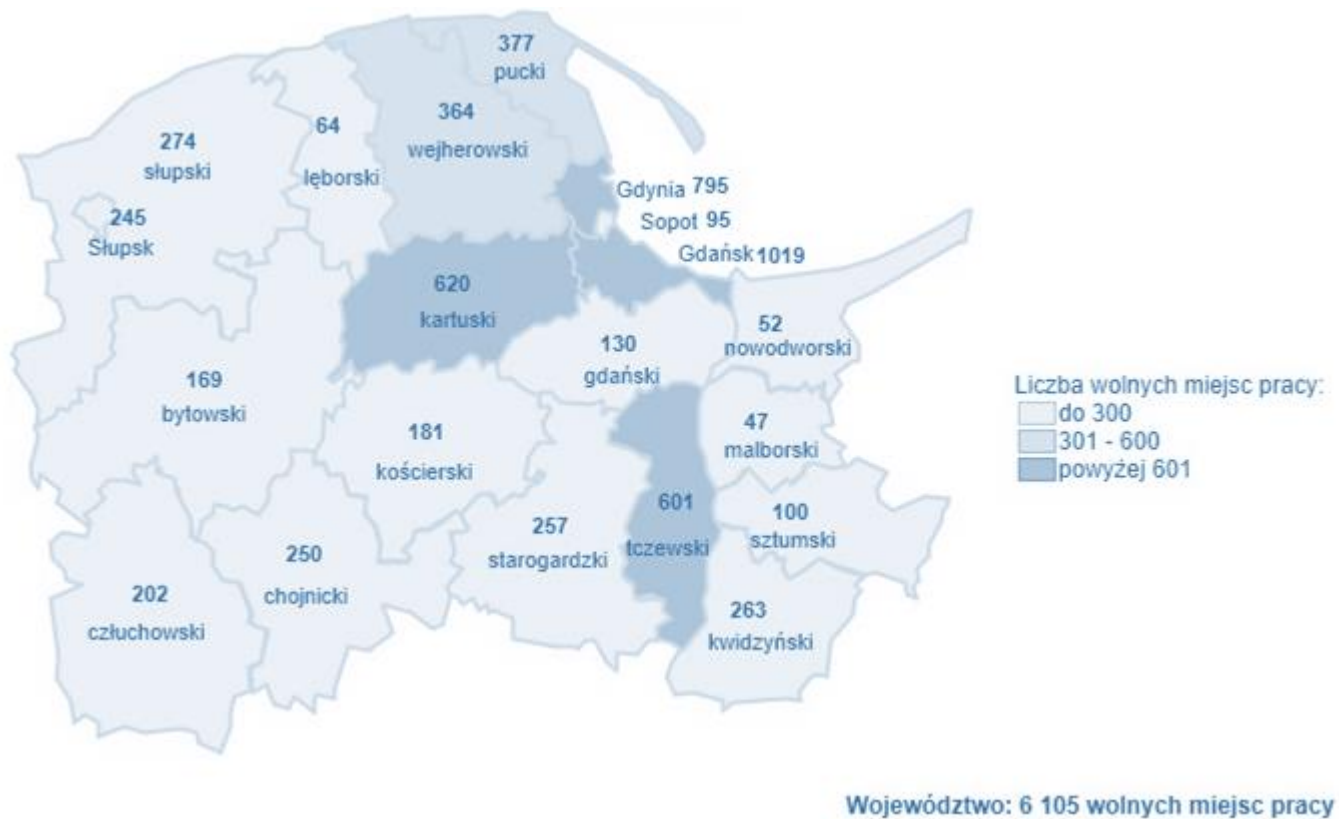 377
pucki
364
wejherowski
64
lęborski
274
słupski
245
Słupsk
Gdynia 795
Sopot 95
Gdańsk 1019
620
kartuski
52
nowodworski
130
gdański
169
bytowski
181
kościerski
47
malborski
601
tczewski
100
sztumski
257
starogardzki
250
chojnicki
202
człuchowski
263
kwidzyński
Liczba wolnych miejsc pracy:
do 300
301 - 600
powyżej 601
Województwo: 6 105 wolnych miejsc pracy